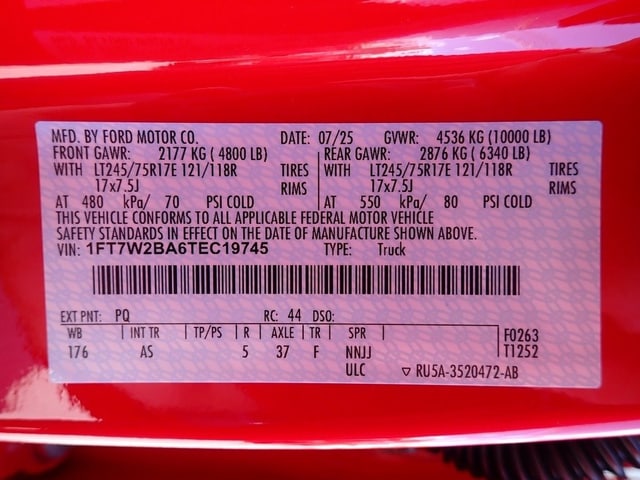 MFD. BY FORD MOTOR CO. DATE: 07/25 GVWR: 4536 KG (10000 LB)
FRONT GAWR: 2177 KG ( 4800 LB) REAR GAWR: 2876 KG ( 6340 LB)
WITH LT245/75R17E 121/118R TIRES WITH LT245/75R17E 121/118R TIRES
17x7.5J RIMS 17x7.5J RIMS
AT 480 kPa/ 70 PSI COLD AT 550 kPa/ 80 PSI COLD
THIS VEHICLE CONFORMS TO ALL APPLICABLE FEDERAL MOTOR VEHICLE
SAFETY STANDARDS IN EFFECT ON THE DATE OF MANUFACTURE SHOWN ABOVE.
VIN: 1FT7W2BA6TEC19745 TYPE: Truck
EXT PNT: PQ RC: 44 DSO:
WB INT TR TP/PS R AXLE TR SPR F0263
176 AS 5 37 F NNJJ T1252
ULC ▽ RU5A-3520472-AB